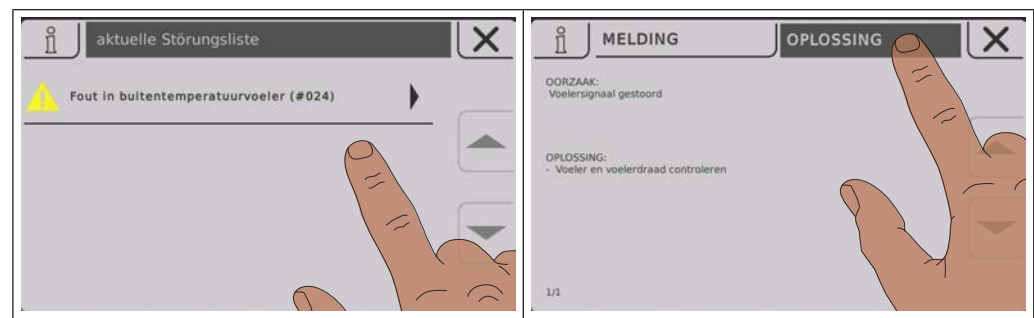 aktuelle Störungsliste
Fout in buitentemperatuurvoeler (#024)
MELDING
OPLOSSING
OORZAAK:
Voelersignaal gestoord
OPLOSSING:
- Voeler en voelerdraad controleren
1/1